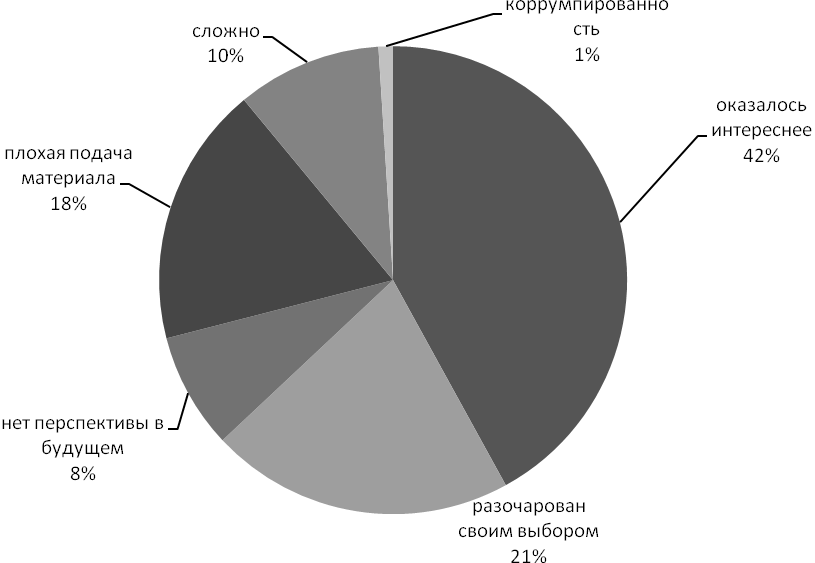 коррумпированно
сть
1%
сложно
10%
оказалось
интереснее
42%
плохая подача
материала
18%
нет перспективы в
будущем
8%
разочарован
своим выбором
21%